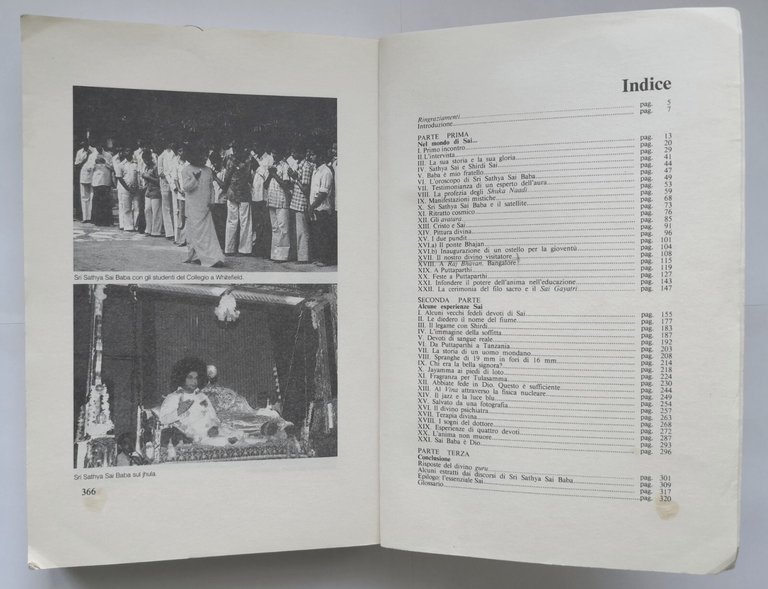 Sri Sathya Sai Baba con gli studenti del Collegio a Whitefield.
Sri Sathya Sai Baba sul jhula.
366
Indice
Ringraziamenti pag. 5
Introduzione pag. 7
PARTE PRIMA
Nel mondo di Sai...
I. Primo incontro pag. 13
II. L'intervista pag. 20
III. La sua storia e la sua gloria pag. 29
IV. Sathya Sai e Shirdi Sai pag. 41
V. Baba è mio fratello pag. 44
VI. L'oroscopo di Sri Sathya Sai Baba pag. 47
VII. Testimonianza di un esperto dell'aura pag. 49
VIII. La profezia degli Shuka Naadi pag. 53
IX. Manifestazioni mistiche pag. 59
X. Sri Sathya Sai Baba e il satellite pag. 68
XI. Ritratto cosmico pag. 73
XII. Gli avatara pag. 76
XIII. Cristo e Sai pag. 85
XIV. Pittura divina pag. 91
XV. I due pundit pag. 96
XVI.a) Il ponte Bhajan pag. 101
XVI.b) Inaugurazione di un ostello per la gioventù pag. 104
XVII. Il nostro divino visitatore pag. 108
XVIII. A Raj Bhavan, Bangalore pag. 115
XIX. A Puttaparthi pag. 119
XX. Feste a Puttaparthi pag. 127
XXI. Infondere il potere dell'anima nell'educazione pag. 143
XXII. La cerimonia del filo sacro e il Sai Gayatri pag. 147
SECONDA PARTE
Alcune esperienze Sai
I. Alcuni vecchi fedeli devoti di Sai pag. 155
II. Le diedero il nome del fiume pag. 177
III. Il legame con Shirdi pag. 183
IV. L'immagine della soffitta pag. 187
V. Devoti di sangue reale pag. 192
VI. Da Puttaparthi a Tanzania pag. 203
VII. La storia di un uomo mondano pag. 208
VIII. Spranghe di 19 mm in fori di 16 mm pag. 214
IX. Chi era la bella signora? pag. 218
X. Jayamma ai piedi di loto pag. 224
XI. Fragranza per Tulasamma pag. 230
XII. Abbiate fede in Dio. Questo è sufficiente pag. 244
XIII. Al Vina attraverso la fisica nucleare pag. 249
XIV. Il jazz e la luce blu pag. 254
XV. Salvato da una fotografia pag. 257
XVI. Il divino psichiatra pag. 263
XVII. Terapia divina pag. 268
XVIII. I sogni del dottore pag. 272
XIX. Esperienze di quattro devoti pag. 287
XX. L'anima non muore pag. 293
XXI. Sai Baba è Dio pag. 296
PARTE TERZA
Conclusione
Risposte del divino guru pag. 301
Alcuni estratti dai discorsi di Sri Sathya Sai Baba pag. 309
Epilogo: l'essenziale Sai pag. 317
Glossario pag. 320